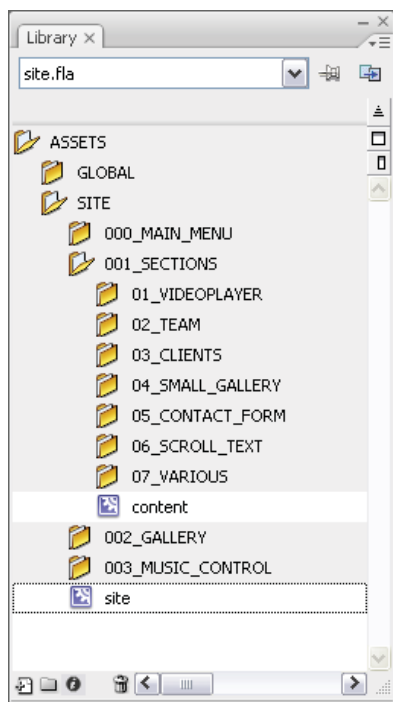 Library
site.fla
ASSETS
GLOBAL
SITE
000_MAIN_MENU
001_SECTIONS
01_VIDEOPLAYER
02_TEAM
03_CLIENTS
04_SMALL_GALLERY
05_CONTACT_FORM
06_SCROLL_TEXT
07_VARIOUS
content
002_GALLERY
003_MUSIC_CONTROL
site